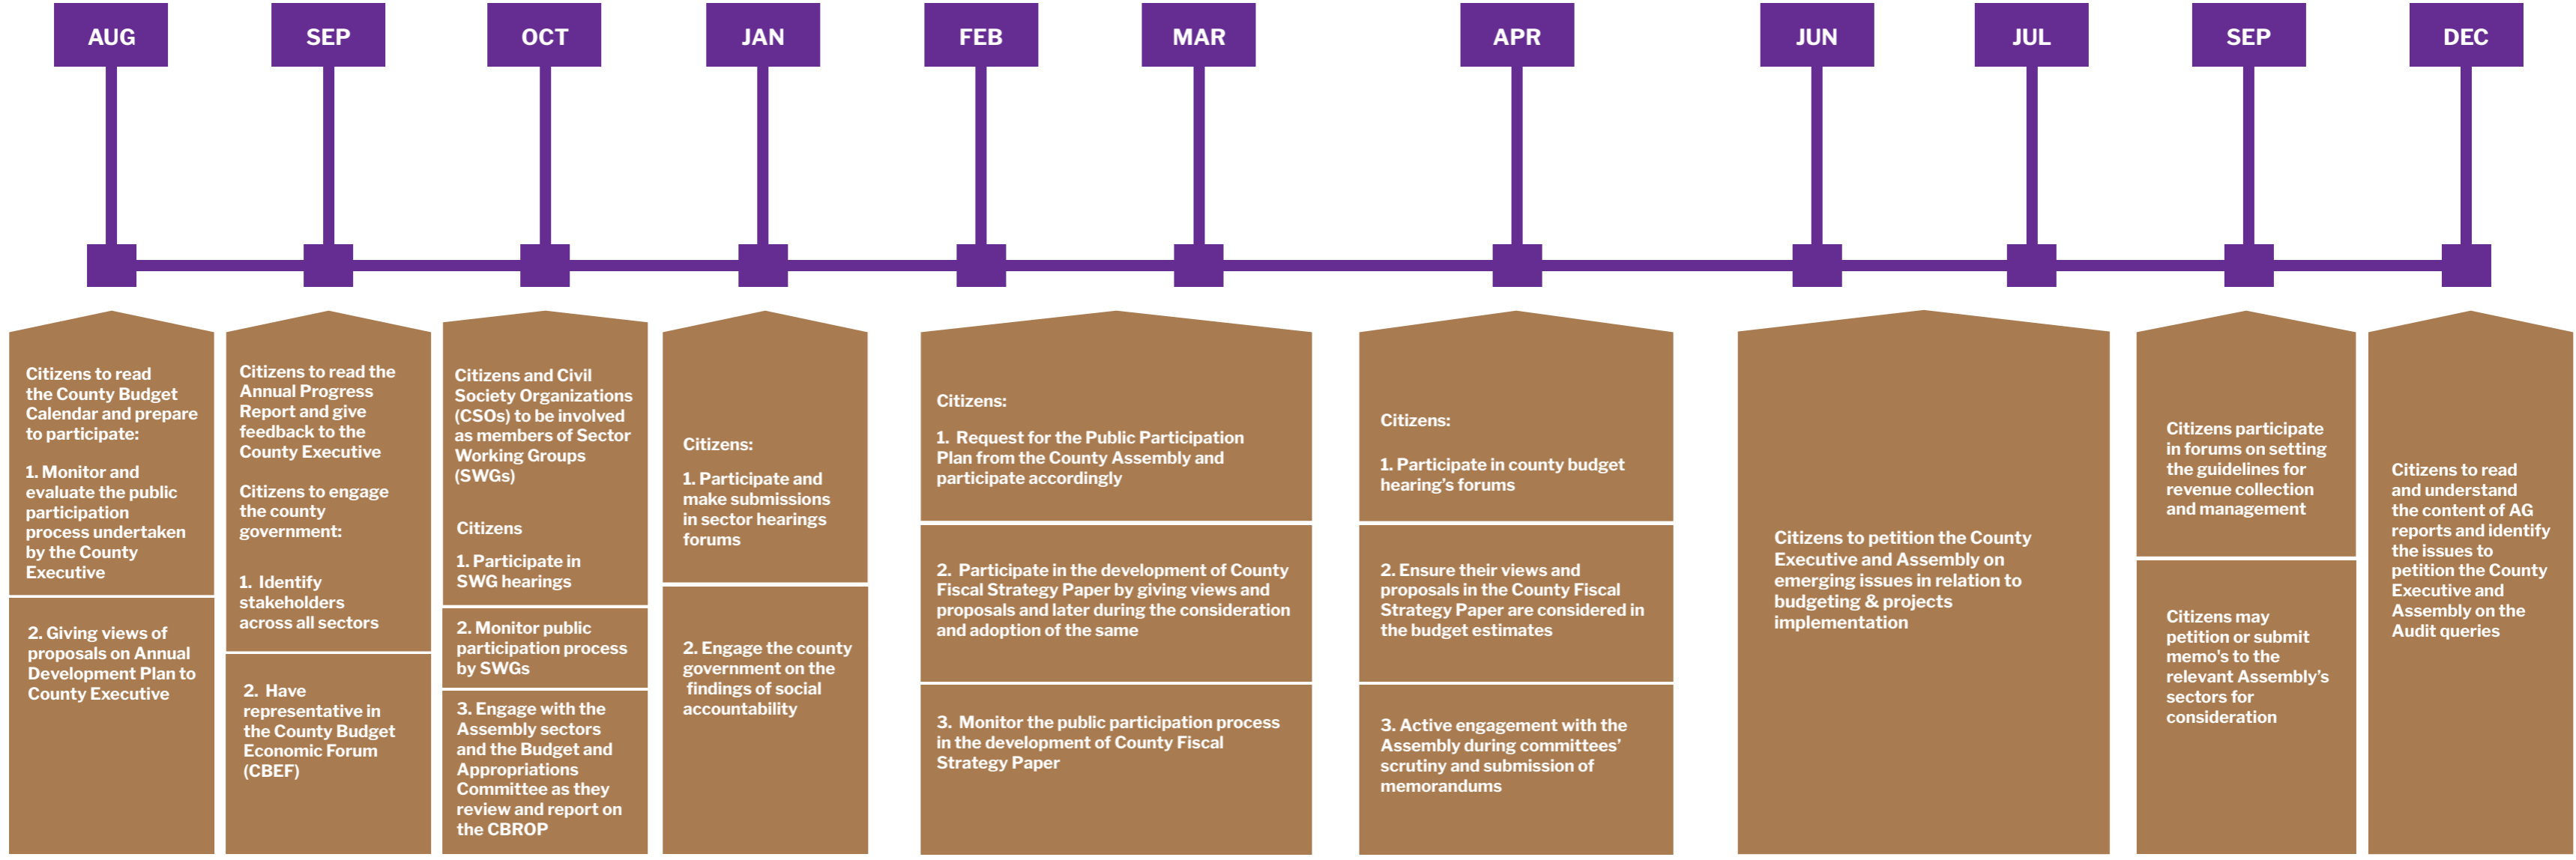 AUG
SEP
OCT
JAN
FEB
MAR
APR
JUN
JUL
SEP
DEC
Citizens to read
the County Budget
Calendar and prepare
to participate:
1. Monitor and
evaluate the public
participation
process undertaken
by the County
Executive
2. Giving views of
proposals on Annual
Development Plan to
County Executive
Citizens to read the
Annual Progress
Report and give
feedback to the
County Executive
Citizens to engage
the county
government:
1. Identify
stakeholders
across all sectors
2. Have
representative in
the County Budget
Economic Forum
(CBEF)
Citizens and Civil
Society Organizations
(CSOs) to be involved
as members of Sector
Working Groups
(SWGs)
Citizens
1. Participate in
SWG hearings
2. Monitor public
participation process
by SWGs
3. Engage with the
Assembly sectors
and the Budget and
Appropriations
Committee as they
review and report on
the CBROP
Citizens:
1. Participate and
make submissions
in sector hearings
forums
2. Engage the county
government on the
findings of social
accountability
Citizens:
1. Request for the Public Participation
Plan from the County Assembly and
participate accordingly
2. Participate in the development of County
Fiscal Strategy Paper by giving views and
proposals and later during the consideration
and adoption of the same
3. Monitor the public participation process
in the development of County Fiscal
Strategy Paper
Citizens:
1. Participate in county budget
hearing's forums
2. Ensure their views and
proposals in the County Fiscal
Strategy Paper are considered in
the budget estimates
3. Active engagement with the
Assembly during committees'
scrutiny and submission of
memorandums
Citizens to petition the County
Executive and Assembly on
emerging issues in relation to
budgeting & projects
implementation
Citizens participate
in forums on setting
the guidelines for
revenue collection
and management
Citizens may
petition or submit
memo's to the
relevant Assembly's
sectors for
consideration
Citizens to read
and understand
the content of AG
reports and identify
the issues to
petition the County
Executive and
Assembly on the
Audit queries